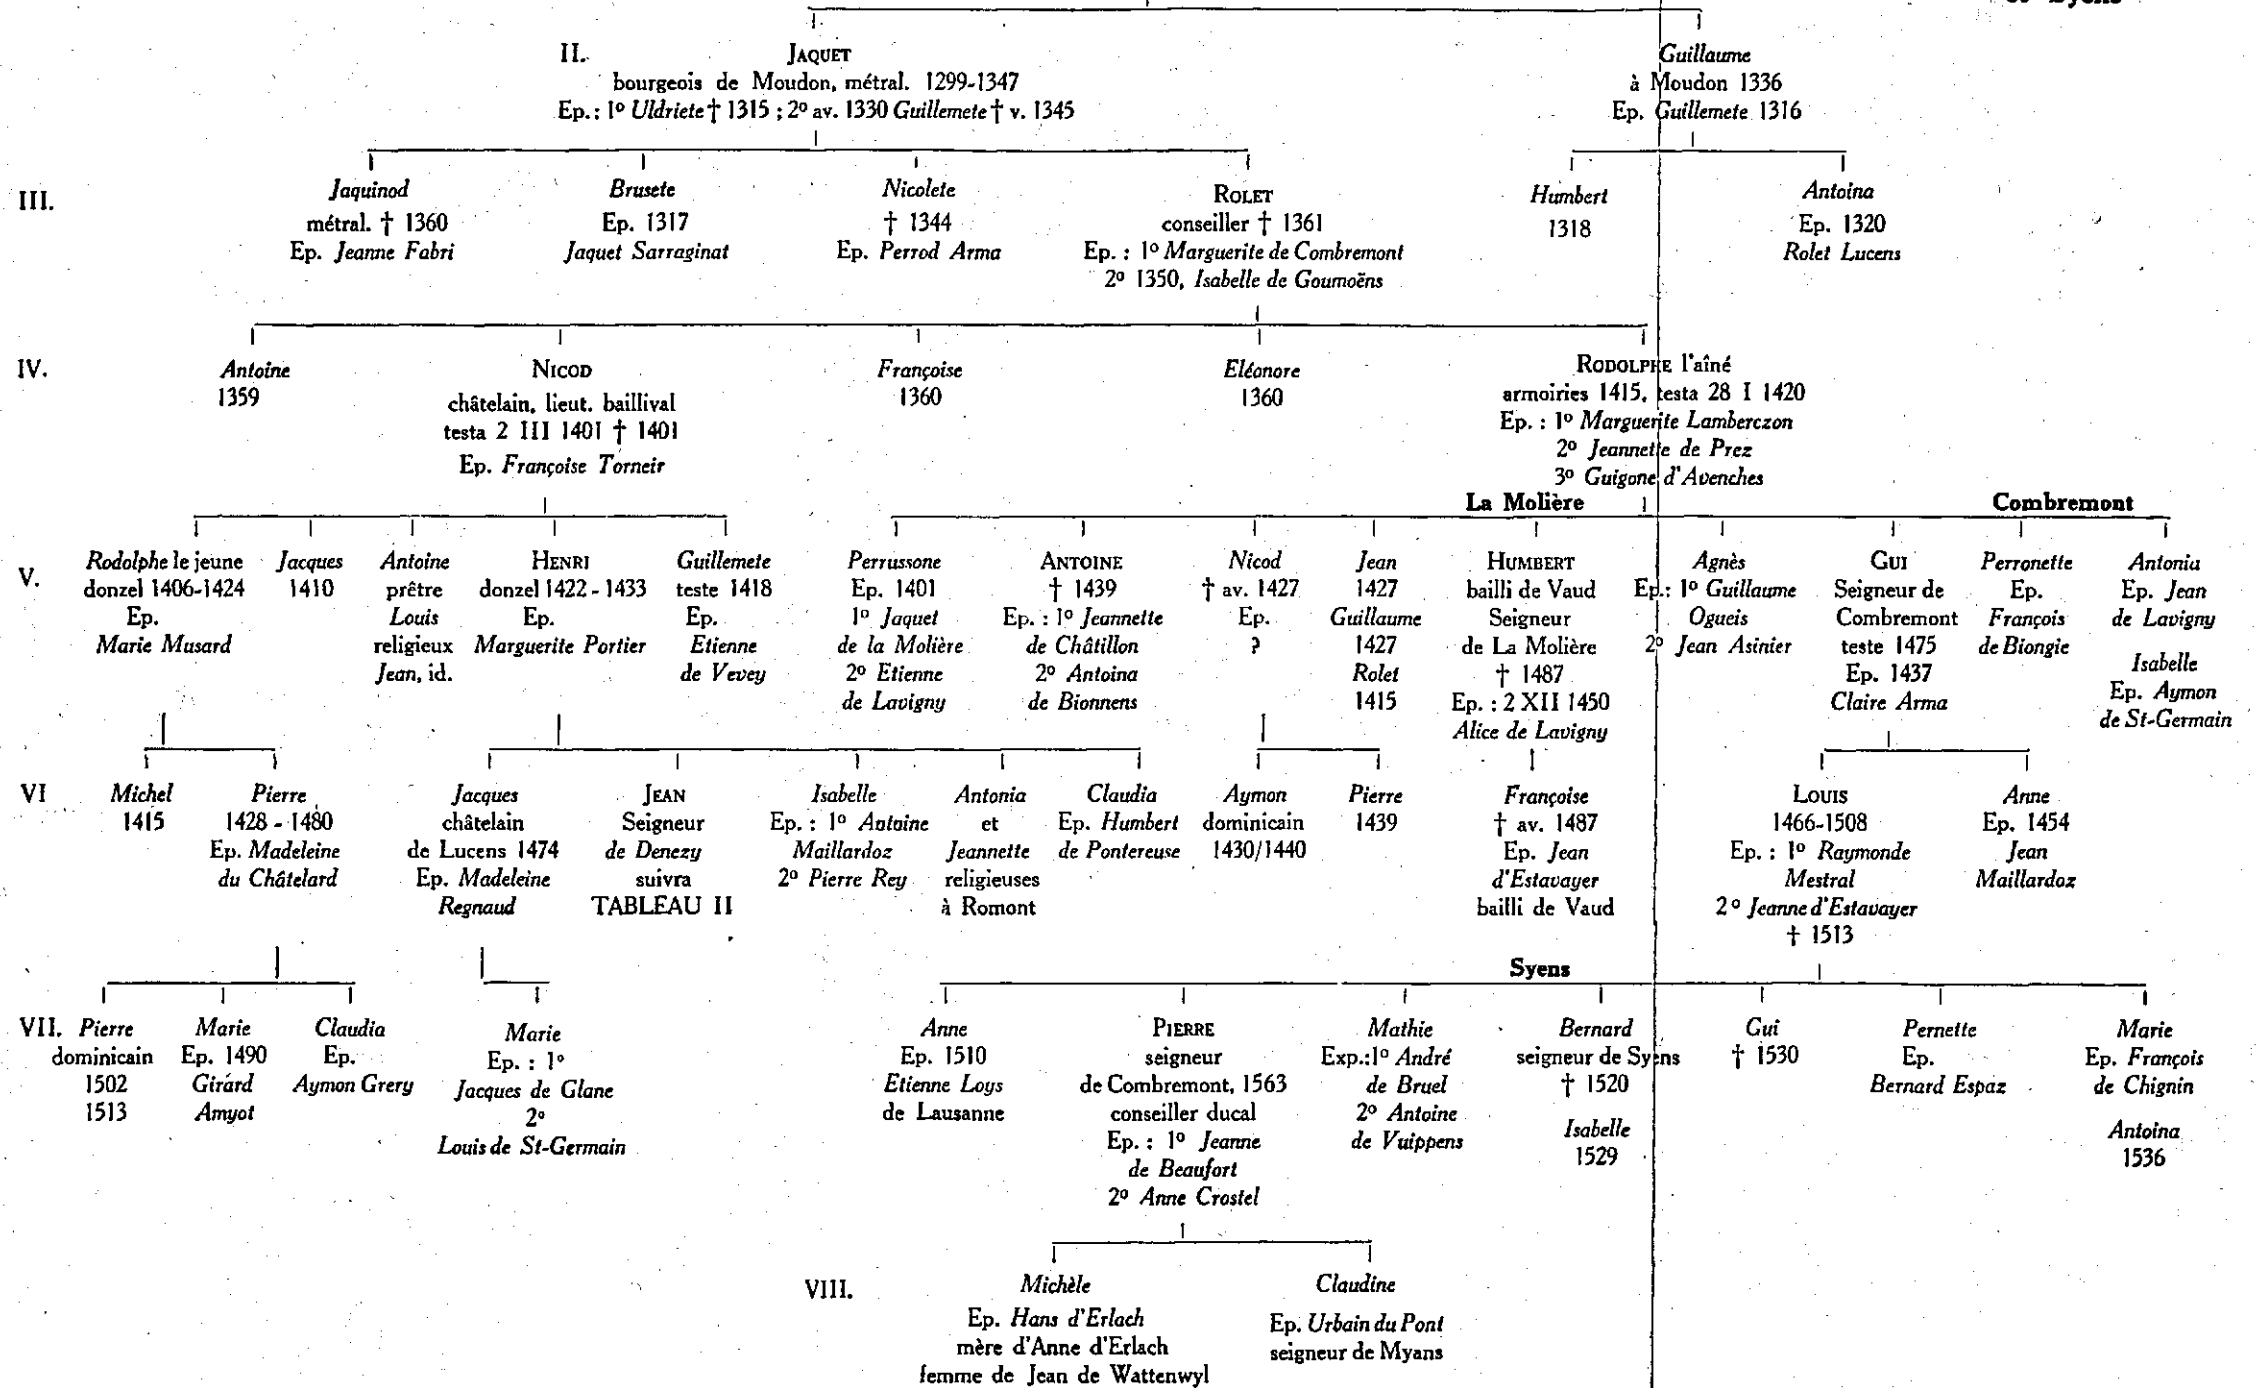 II.
JAQUET
bourgeois de Moudon, métral. 1299-1347
Ep. : 1º Uldriete † 1315 ; 2º av. 1330 Guillemete † v. 1345
Guillaume
à Moudon 1336
Ep. Guillemete 1316
III.
Jaquinod
métral. † 1360
Ep. Jeanne Fabri
Brusete
Ep. 1317
Jaquet Sarraginat
Nicolete
† 1344
Ep. Perrod Arma
ROLET
conseiller † 1361
Ep. : 1º Marguerite de Combremont
2º 1350, Isabelle de Goumoëns
Humbert
1318
Antoina
Ep. 1320
Rolet Lucens
IV.
Antoine
1359
NICOD
châtelain, lieut. baillival
testa 2 III 1401 † 1401
Ep. Françoise Torneir
Françoise
1360
Eléonore
1360
RODOLPHE l'aîné
armoiries 1415, testa 28 I 1420
Ep. : 1º Marguerite Lamberczon
2º Jeannette de Prez
3º Guigone d'Avenches
La Molière
Combremont
V.
Rodolphe le jeune
donzel 1406-1424
Ep.
Marie Musard
Jacques
1410
Antoine
prêtre
Louis
religieux
Jean, id.
HENRI
donzel 1422 - 1433
Ep.
Marguerite Portier
Guillemete
teste 1418
Ep.
Etienne
de Vevey
Perrussone
Ep. 1401
1º Jaquet
de la Molière
2º Etienne
de Lavigny
ANTOINE
† 1439
Ep. : 1º Jeannette
de Châtillon
2º Antoina
de Bionnens
Nicod
† av. 1427
Ep.
?
Jean
1427
Guillaume
1427
Rolet
1415
HUMBERT
bailli de Vaud
Seigneur
de La Molière
† 1487
Ep. : 2 XII 1450
Alice de Lavigny
Agnès
Ep. : 1º Guillaume
Ogueis
2º Jean Asinier
GUI
Seigneur de
Combremont
teste 1475
Ep. 1437
Claire Arma
Perronette
Ep.
François
de Biongie
Antonia
Ep. Jean
de Lavigny
Isabelle
Ep. Aymon
de St-Germain
VI
Michel
1415
Pierre
1428 - 1480
Ep. Madeleine
du Châtelard
Jacques
châtelain
de Lucens 1474
Ep. Madeleine
Regnaud
JEAN
Seigneur
de Denezy
suivra
TABLEAU II
Isabelle
Ep. : 1º Antoine
Maillardoz
2º Pierre Rey
Antonia
et
Jeannette
religieuses
à Romont
Claudia
Ep. Humbert
de Pontereuse
Aymon
dominicain
1430/1440
Pierre
1439
Françoise
† av. 1487
Ep. Jean
d'Estavayer
bailli de Vaud
LOUIS
1466-1508
Ep. : 1º Raymonde
Mestral
2º Jeanne d'Estavayer
† 1513
Anne
Ep. 1454
Jean
Maillardoz
Syens
VII.
Pierre
dominicain
1502
1513
Marie
Ep. 1490
Girard
Amyot
Claudia
Ep.
Aymon Grery
Marie
Ep. : 1º
Jacques de Glane
2º
Louis de St-Germain
Anne
Ep. 1510
Etienne Loys
de Lausanne
PIERRE
seigneur
de Combremont, 1563
conseiller ducal
Ep. : 1º Jeanne
de Beaufort
2º Anne Crostel
Mathie
Exp.:1º André
de Bruel
2º Antoine
de Vuippens
Bernard
seigneur de Syens
† 1520
Isabelle
1529
Gui
† 1530
Pernette
Ep.
Bernard Espaz
Marie
Ep. François
de Chignin
Antoina
1536
VIII.
Michèle
Ep. Hans d'Erlach
mère d'Anne d'Erlach
femme de Jean de Wattenwyl
Claudine
Ep. Urbain du Pont
seigneur de Myans